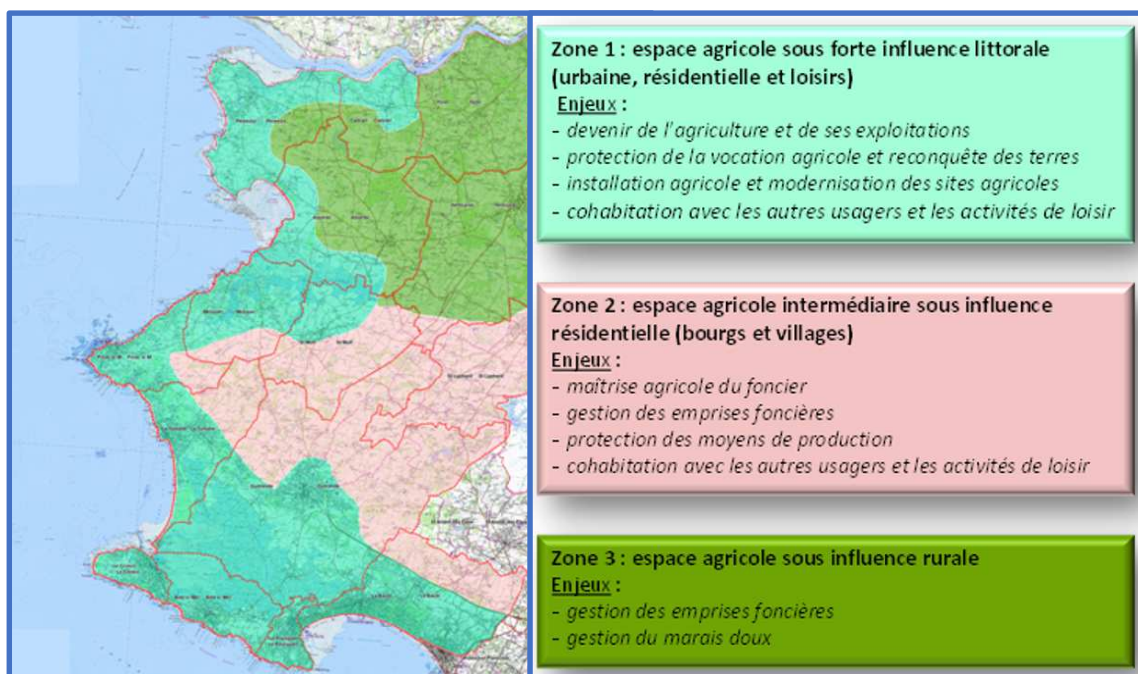 Zone 1 : espace agricole sous forte influence littorale
(urbaine, résidentielle et loisirs)
Enjeux :
- devenir de l'agriculture et de ses exploitations
- protection de la vocation agricole et reconquête des terres
- installation agricole et modernisation des sites agricoles
- cohabitation avec les autres usagers et les activités de loisir
Zone 2 : espace agricole intermédiaire sous influence
résidentielle (bourgs et villages)
Enjeux :
- maîtrise agricole du foncier
- gestion des emprises foncières
- protection des moyens de production
- cohabitation avec les autres usagers et les activités de loisir
Zone 3 : espace agricole sous influence rurale
Enjeux :
- gestion des emprises foncières
- gestion du marais doux